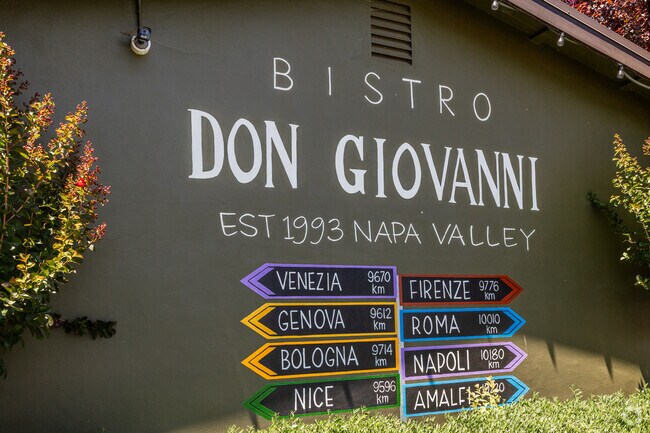 BISTRO
DON GIOVANNI
EST 1993 NAPA VALLEY
VENEZIA 9670 km
FIRENZE 9776 km
GENOVA 9612 km
ROMA 10010 km
BOLOGNA 9714 km
NAPOLI 10180 km
NICE 9596 km